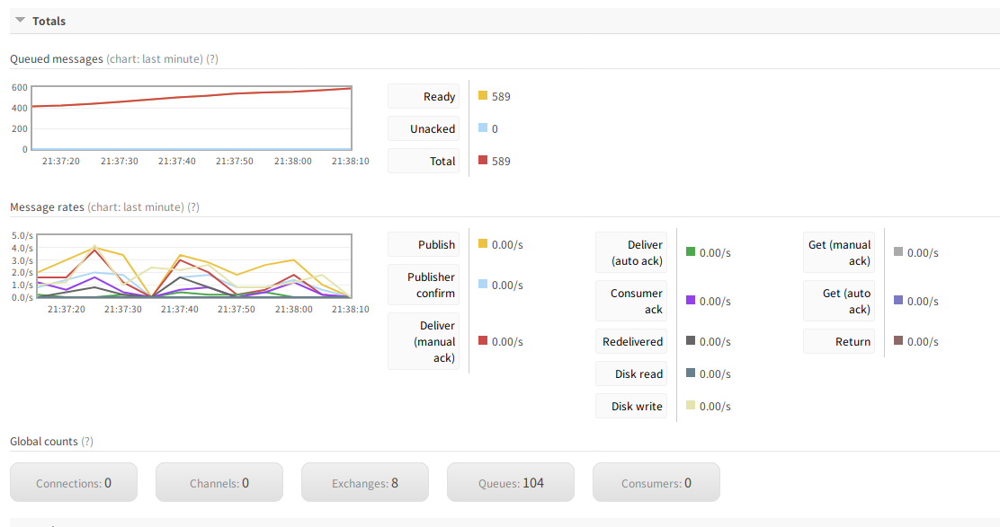 Totals
Queued messages (chart: last minute) (?)
600
400
200
0
21:37:20 21:37:30 21:37:40 21:37:50 21:38:00 21:38:10
Ready 589
Unacked 0
Total 589
Message rates (chart: last minute) (?)
5.0/s
4.0/s
3.0/s
2.0/s
1.0/s
0.0/s
21:37:20 21:37:30 21:37:40 21:37:50 21:38:00 21:38:10
Publish 0.00/s
Publisher
confirm 0.00/s
Deliver
(manual
ack) 0.00/s
Deliver
(auto ack) 0.00/s
Consumer
ack 0.00/s
Redelivered 0.00/s
Disk read 0.00/s
Disk write 0.00/s
Get (manual
ack) 0.00/s
Get (auto
ack) 0.00/s
Return 0.00/s
Global counts (?)
Connections: 0 Channels: 0 Exchanges: 8 Queues: 104 Consumers: 0